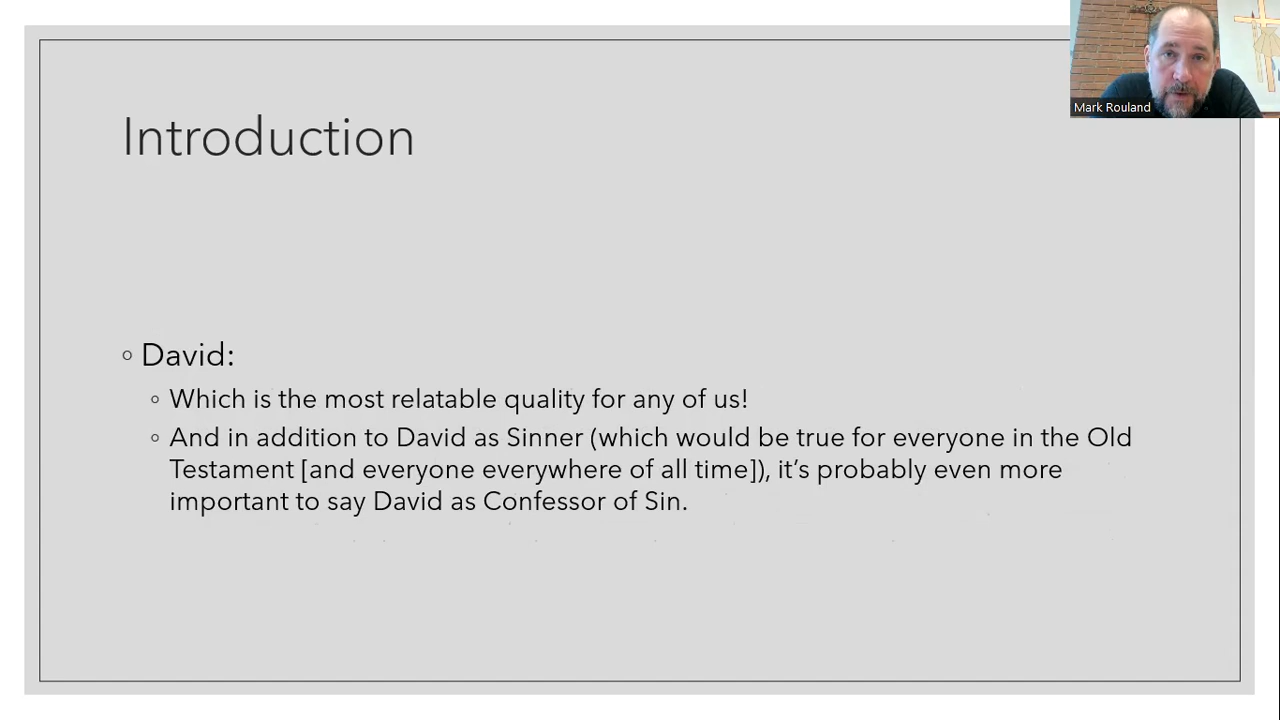 Mark Rouland
Introduction
◦ David:
◦ Which is the most relatable quality for any of us!
◦ And in addition to David as Sinner (which would be true for everyone in the Old
Testament [and everyone everywhere of all time]), it’s probably even more
important to say David as Confessor of Sin.